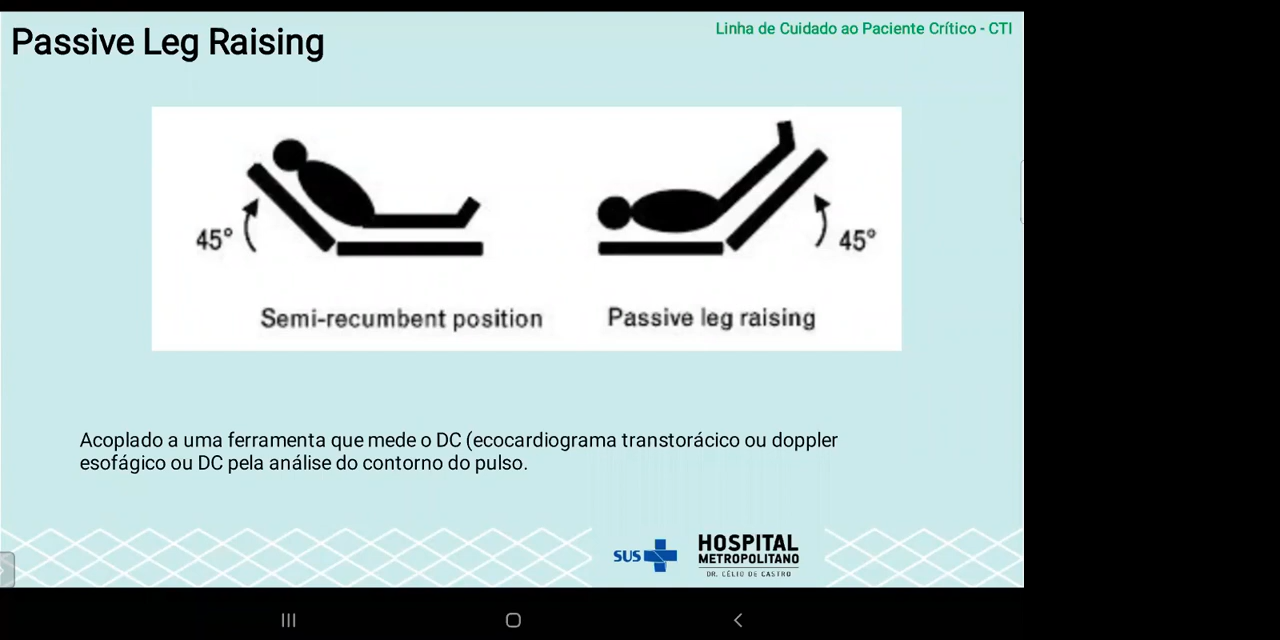 Passive Leg Raising
Linha de Cuidado ao Paciente Crítico - CTI
45°
45°
Semi-recumbent position
Passive leg raising
Acoplado a uma ferramenta que mede o DC (ecocardiograma transtorácico ou doppler
esofágico ou DC pela análise do contorno do pulso.
SUS
HOSPITAL
METROPOLITANO
DR. CÉLIO DE CASTRO